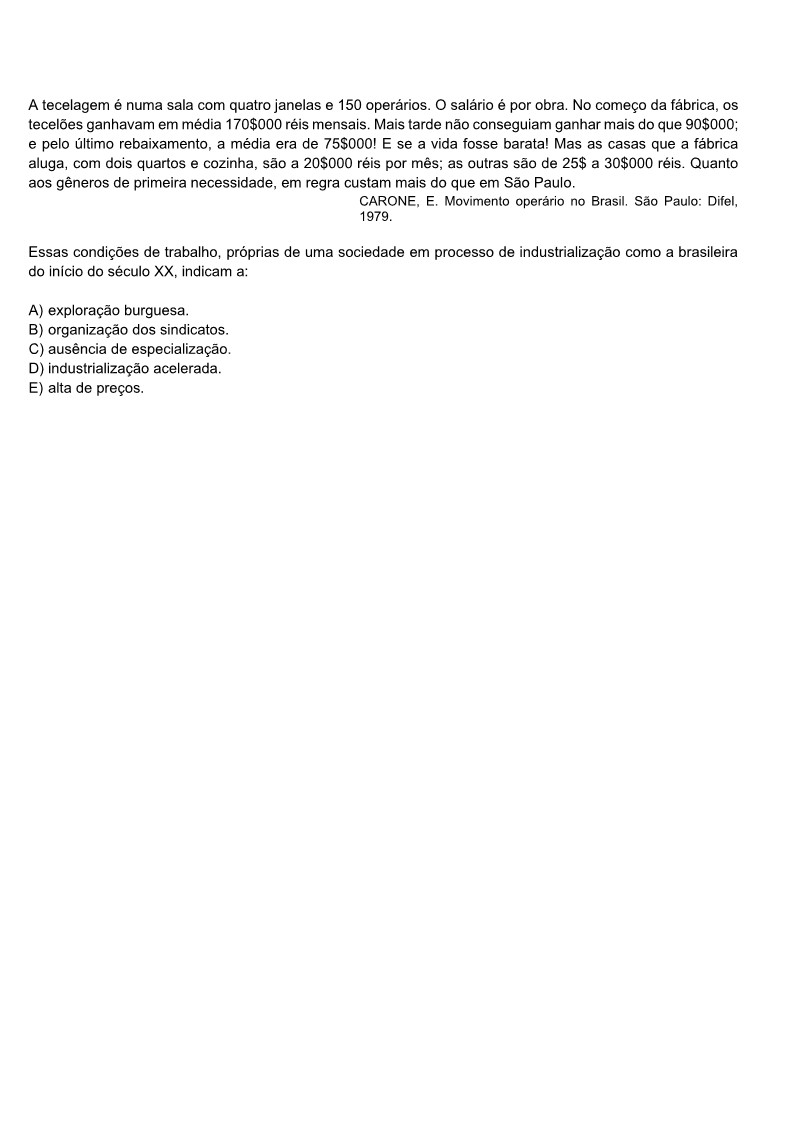 A tecelagem é numa sala com quatro janelas e 150 operários. O salário é por obra. No começo da fábrica, os
tecelões ganhavam em média 170$000 réis mensais. Mais tarde não conseguiam ganhar mais do que 90$000;
e pelo último rebaixamento, a média era de 75$000! E se a vida fosse barata! Mas as casas que a fábrica
aluga, com dois quartos e cozinha, são a 20$000 réis por mês; as outras são de 25$ a 30$000 réis. Quanto
aos gêneros de primeira necessidade, em regra custam mais do que em São Paulo.
CARONE, E. Movimento operário no Brasil. São Paulo: Difel,
1979.
Essas condições de trabalho, próprias de uma sociedade em processo de industrialização como a brasileira
do início do século XX, indicam a:
A) exploração burguesa.
B) organização dos sindicatos.
C) ausência de especialização.
D) industrialização acelerada.
E) alta de preços.